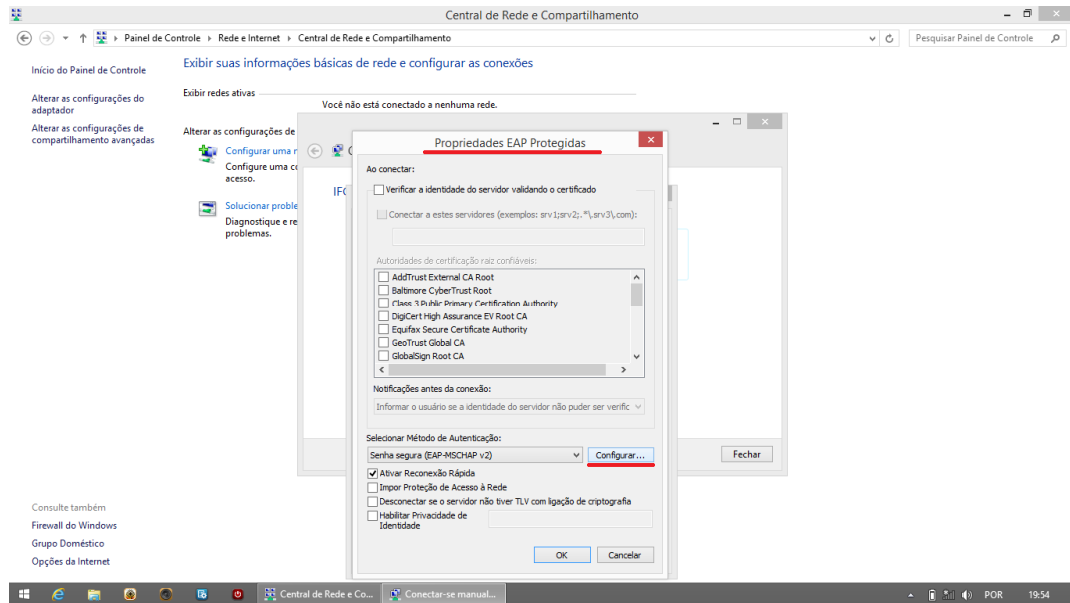 Central de Rede e Compartilhamento
Painel de Controle
Rede e Internet
Central de Rede e Compartilhamento
Pesquisar Painel de Controle
Início do Painel de Controle
Alterar as configurações do
adaptador
Alterar as configurações de
compartilhamento avançadas
Exibir suas informações básicas de rede e configurar as conexões
Exibir redes ativas
Você não está conectado a nenhuma rede.
Alterar as configurações de
Configurar uma
Configure uma
acesso.
Solucionar proble
Diagnostique e re
problemas.
Propriedades EAP Protegidas
Ao conectar:
Verificar a identidade do servidor validando o certificado
Conectar a estes servidores (exemplos: srv1;srv2;.*\.srv3\.com):
Autoridades de certificação raiz confiáveis:
AddTrust External CA Root
Baltimore CyberTrust Root
Class 3 Public Primary Certification Authority
DigiCert High Assurance EV Root CA
Equifax Secure Certificate Authority
GeoTrust Global CA
GlobalSign Root CA
Notificações antes da conexão:
Informar o usuário se a identidade do servidor não puder ser verific
Selecionar Método de Autenticação:
Senha segura (EAP-MSCHAP v2)
Configurar...
Ativar Reconexão Rápida
Impor Proteção de Acesso à Rede
Desconectar se o servidor não tiver TLV com ligação de criptografia
Habilitar Privacidade de
Identidade
OK
Cancelar
Fechar
Consulte também
Firewall do Windows
Grupo Doméstico
Opções da Internet
Central de Rede e Co...
Conectar-se manual...
POR
19:54